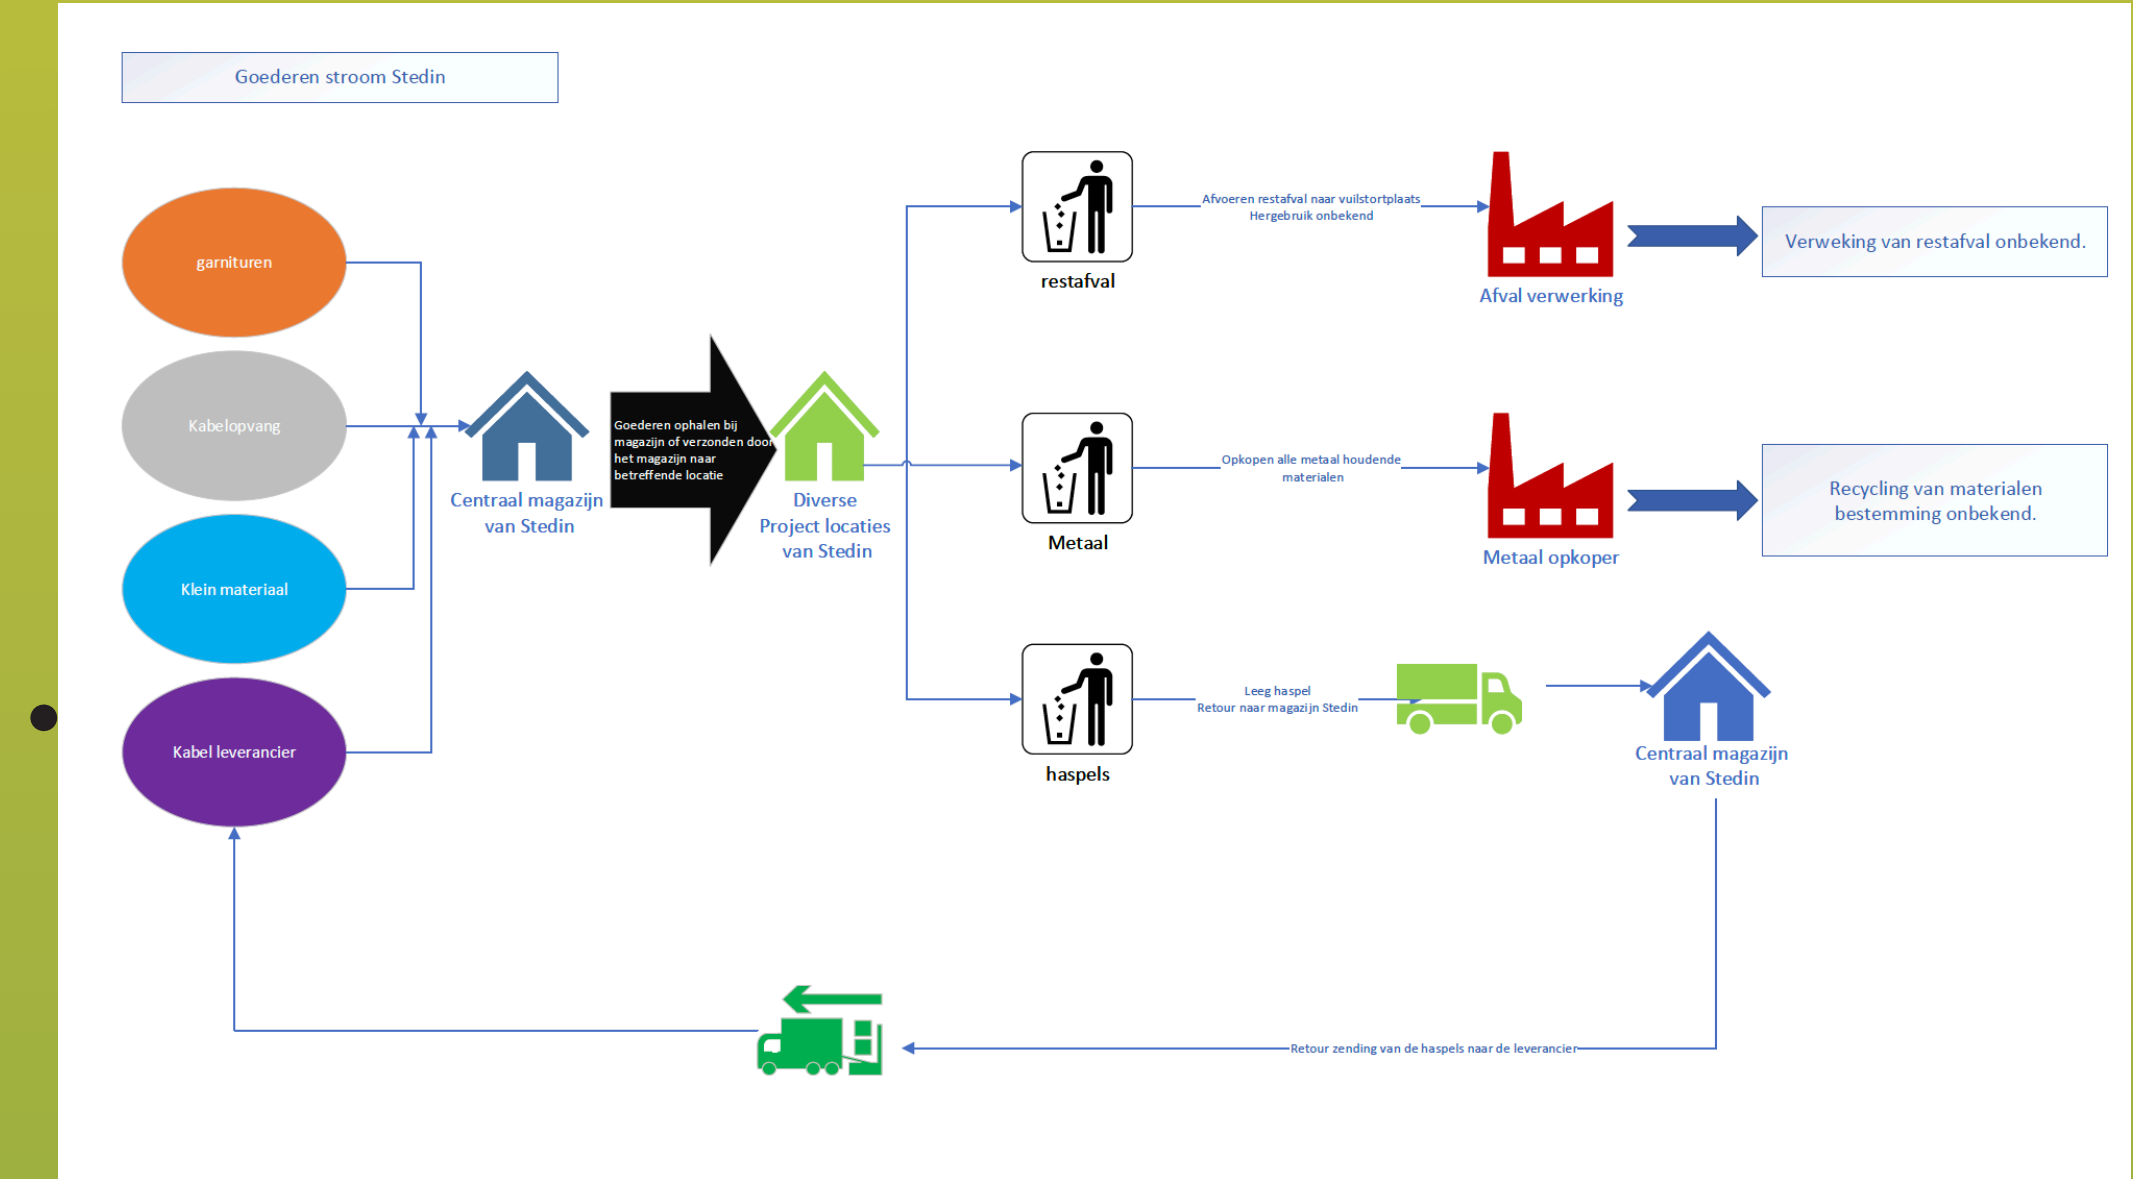 Goederen stroom Stedin
garnituren
Kabelopvang
Klein materiaal
Kabel leverancier
Centraal magazijn
van Stedin
Goederen ophalen bij
magazijn of verzonden door
het magazijn naar
betreffende locatie
Diverse
Project locaties
van Stedin
restafval
Afvoeren restafval naar vuilstortplaats
Hergebruik onbekend
Afval verwerking
Verweking van restafval onbekend.
Metaal
Opkopen alle metaal houdende
materialen
Metaal opkoper
Recycling van materialen
bestemming onbekend.
haspels
Leeg haspel
Retour naar magazijn Stedin
Centraal magazijn
van Stedin
Retour zending van de haspels naar de leverancier